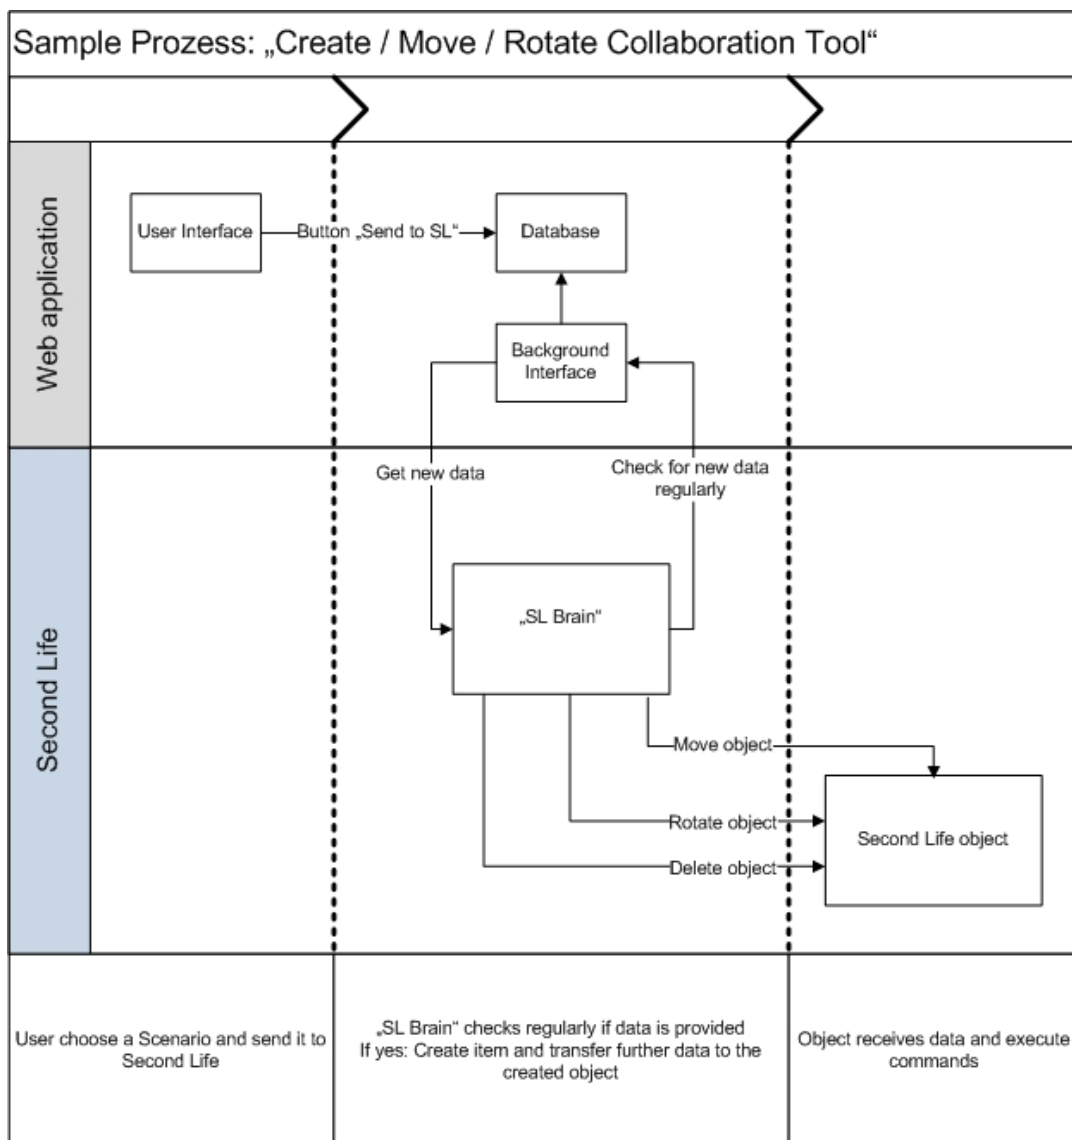 Sample Prozess: „Create / Move / Rotate Collaboration Tool“
Web application
User Interface
Button „Send to SL“
Database
Background
Interface
Second Life
Get new data
Check for new data
regularly
„SL Brain“
Move object
Rotate object
Delete object
Second Life object
User choose a Scenario and send it to
Second Life
„SL Brain“ checks regularly if data is provided
If yes: Create item and transfer further data to the
created object
Object receives data and execute
commands